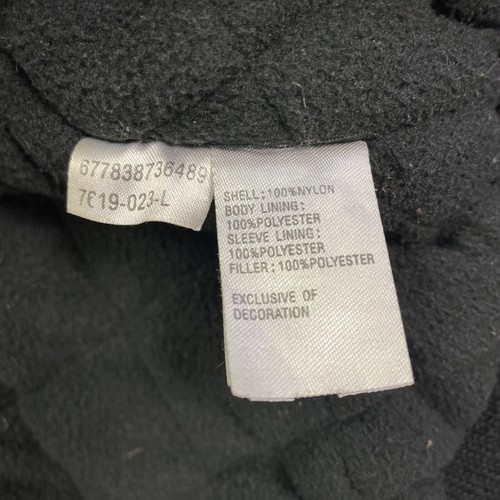 677838736489
7619-023-L
SHELL:100%NYLON
BODY LINING:
100%POLYESTER
SLEEVE LINING:
100%POLYESTER
FILLER:100%POLYESTER
EXCLUSIVE OF
DECORATION